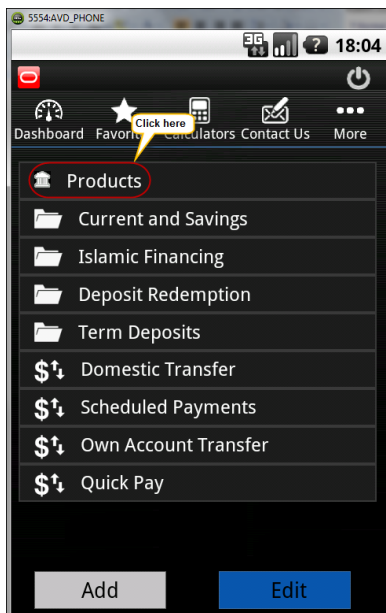 5554:AVD_PHONE
3G ? 18:04
Dashboard Favorit Calculators Contact Us More
Click here
Products
Current and Savings
Islamic Financing
Deposit Redemption
Term Deposits
$ Domestic Transfer
$ Scheduled Payments
$ Own Account Transfer
$ Quick Pay
Add Edit